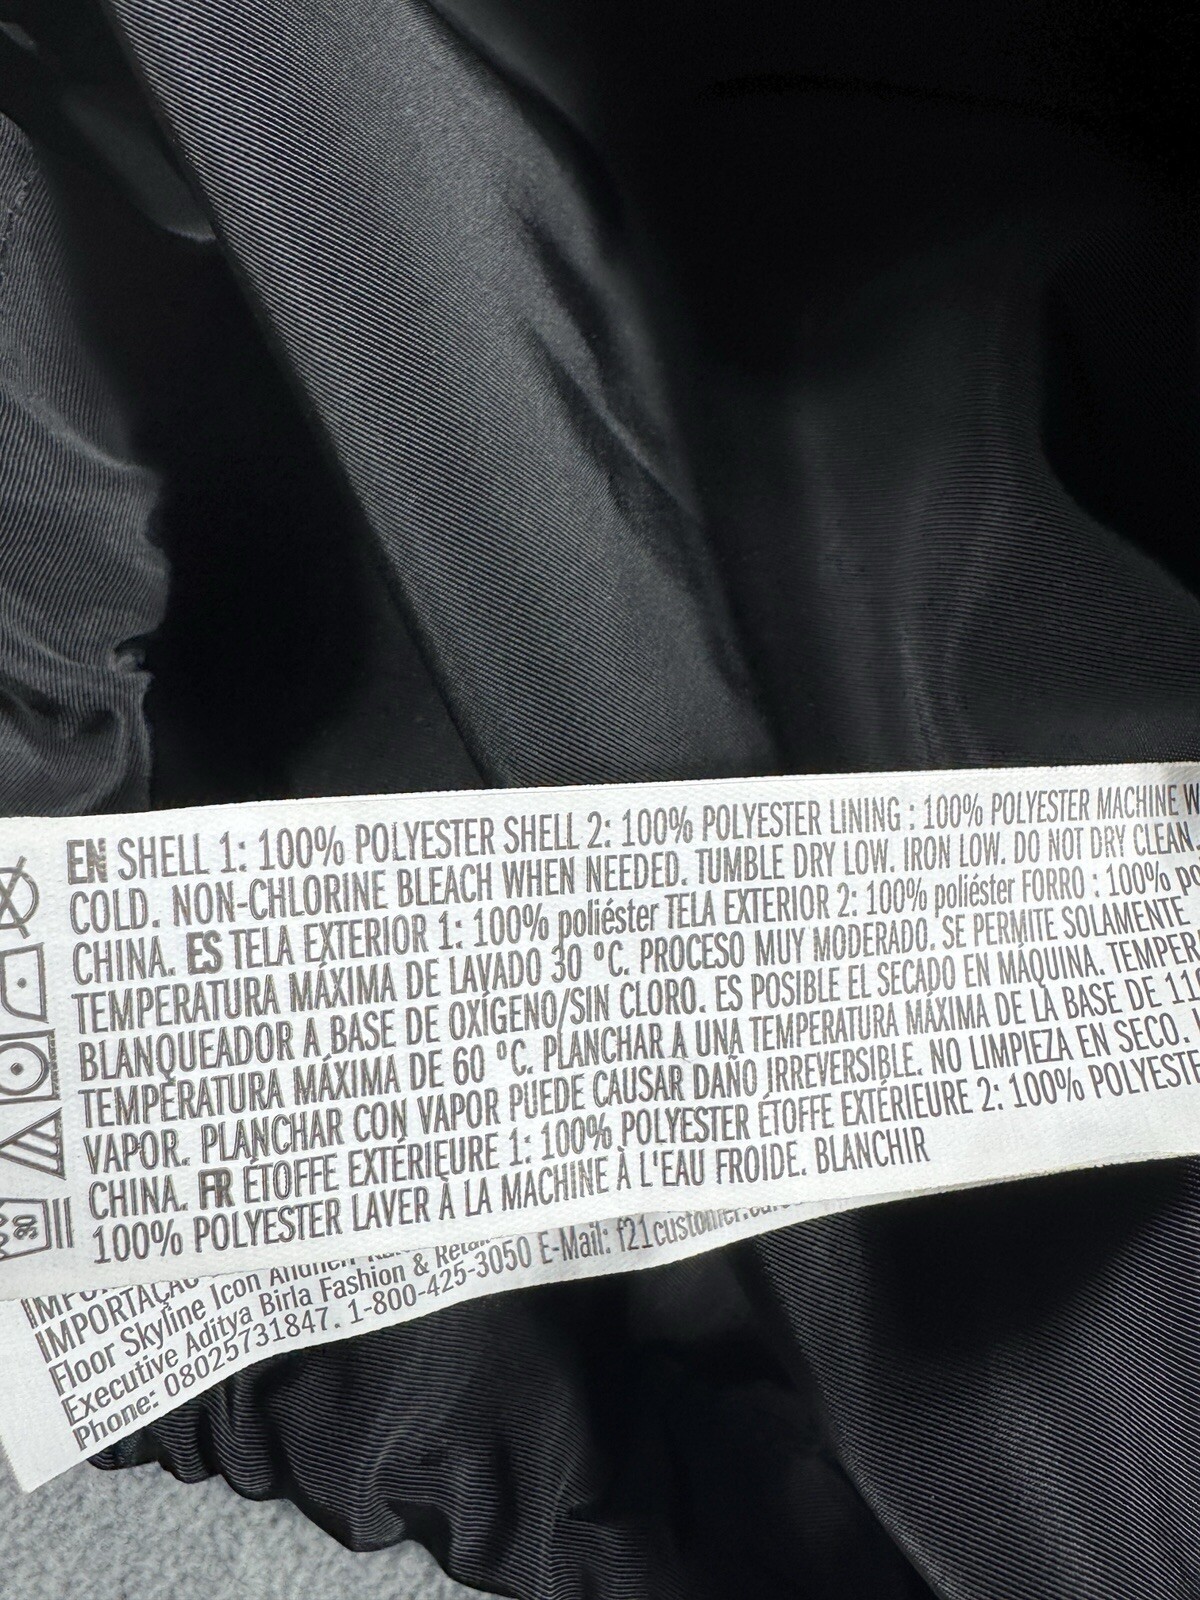 EN SHELL 1: 100% POLYESTER SHELL 2: 100% POLYESTER LINING : 100% POLYESTER MACHINE
COLD. NON-CHLORINE BLEACH WHEN NEEDED. TUMBLE DRY LOW. IRON LOW. DO NOT DRY CLEAN.
CHINA. ES TELA EXTERIOR 1: 100% poliéster TELA EXTERIOR 2: 100% poliéster FORRO : 100%
TEMPERATURA MÁXIMA DE LAVADO 30 °C. PROCESO MUY MODERADO. SE PERMITE SOLAMENTE
BLANQUEADOR A BASE DE OXÍGENO/SIN CLORO. ES POSIBLE EL SECADO EN MÁQUINA.
TEMPERATURA MÁXIMA DE 60 °C. PLANCHAR A UNA TEMPERATURA MÁXIMA DE LA BASE DE
VAPOR. PLANCHAR CON VAPOR PUEDE CAUSAR DAÑO IRREVERSIBLE. NO LIMPIEZA EN SECO.
CHINA. FR ÉTOFFE EXTÉRIEURE 1: 100% POLYESTER ÉTOFFE EXTÉRIEURE 2: 100%
100% POLYESTER LAVER À LA MACHINE À L'EAU FROIDE. BLANCHIR
30
IMPORTAÇÃO
Floor Skyline Icon
Executive Aditya Birla Fashion &
Phone: 08025731847. 1-800-425-3050 E-Mail: